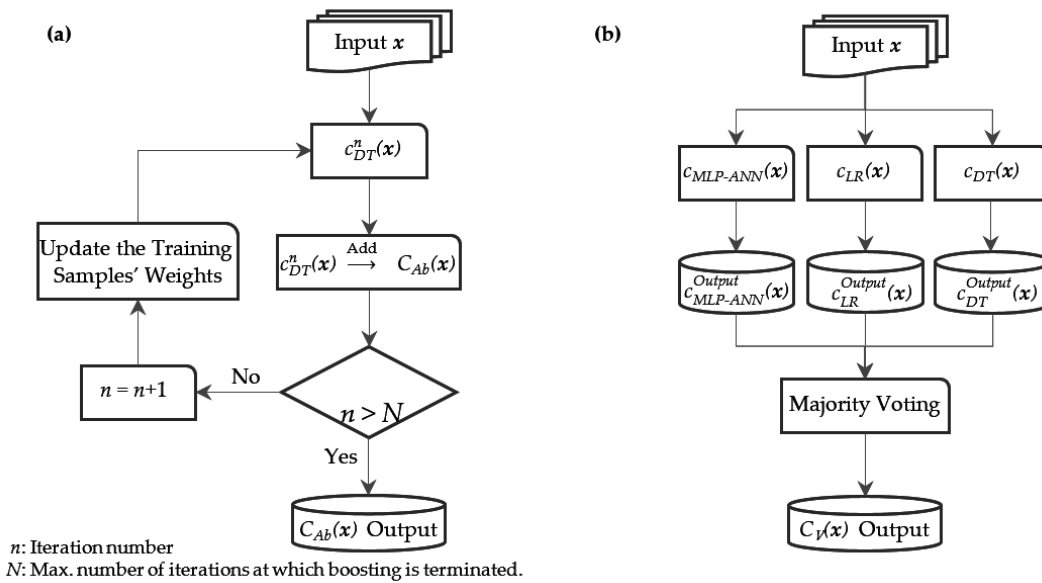 (a)
Input x
c^n_DT(x)
c^n_DT(x) Add → C_Ab(x)
Update the Training
Samples' Weights
n = n+1
No
n > N
Yes
C_Ab(x) Output
n: Iteration number
N: Max. number of iterations at which boosting is terminated.
(b)
Input x
c_MLP-ANN(x)
c_LR(x)
c_DT(x)
c^Output_MLP-ANN(x)
c^Output_LR(x)
c^Output_DT(x)
Majority Voting
C_V(x) Output